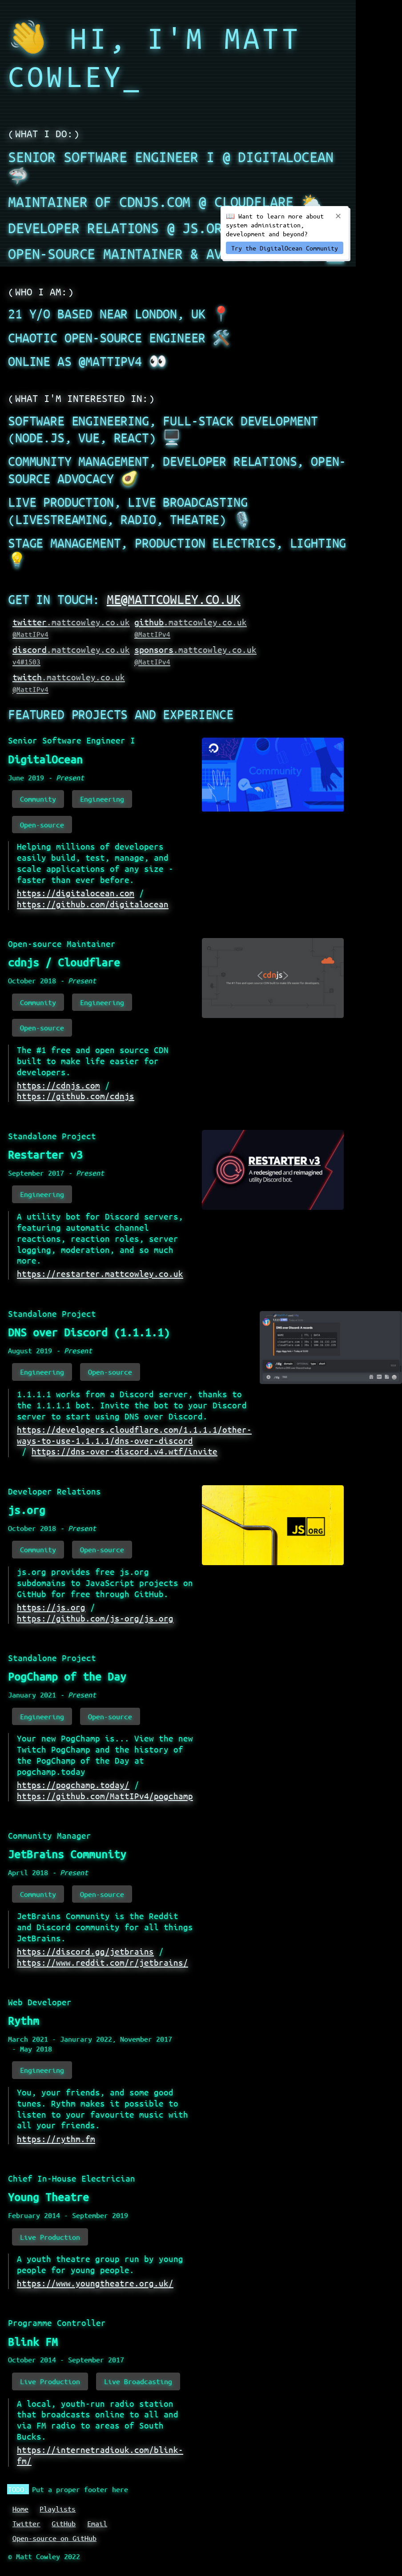 👋 HI, I'M MATT
COWLEY_
(WHAT I DO:)
SENIOR SOFTWARE ENGINEER I @ DIGITALOCEAN
MAINTAINER OF CDNJS.COM @ CLOUDFLARE
DEVELOPER RELATIONS @ JS.OR
OPEN-SOURCE MAINTAINER & AV
📖 Want to learn more about
system administration,
development and beyond?
×
Try the DigitalOcean Community
(WHO I AM:)
21 Y/O BASED NEAR LONDON, UK 📍
CHAOTIC OPEN-SOURCE ENGINEER 🛠️
ONLINE AS @MATTIPV4 👀
(WHAT I'M INTERESTED IN:)
SOFTWARE ENGINEERING, FULL-STACK DEVELOPMENT
(NODE.JS, VUE, REACT) 🖥️
COMMUNITY MANAGEMENT, DEVELOPER RELATIONS, OPEN-
SOURCE ADVOCACY 🥑
LIVE PRODUCTION, LIVE BROADCASTING
(LIVESTREAMING, RADIO, THEATRE) 🎙️
STAGE MANAGEMENT, PRODUCTION ELECTRICS, LIGHTING
💡
GET IN TOUCH: ME@MATTCOWLEY.CO.UK
twitter.mattcowley.co.uk github.mattcowley.co.uk
@MattIPv4 @MattIPv4
discord.mattcowley.co.uk sponsors.mattcowley.co.uk
v4#1503 @MattIPv4
twitch.mattcowley.co.uk
@MattIPv4
FEATURED PROJECTS AND EXPERIENCE
Senior Software Engineer I
DigitalOcean
June 2019 - Present
Community Engineering
Open-source
Helping millions of developers
easily build, test, manage, and
scale applications of any size -
faster than ever before.
https://digitalocean.com /
https://github.com/digitalocean
Community
Open-source Maintainer
cdnjs / Cloudflare
October 2018 - Present
Community Engineering
Open-source
The #1 free and open source CDN
built to make life easier for
developers.
https://cdnjs.com /
https://github.com/cdnjs
<cdnjs>
Standalone Project
Restarter v3
September 2017 - Present
Engineering
A utility bot for Discord servers,
featuring automatic channel
reactions, reaction roles, server
logging, moderation, and so much
more.
https://restarter.mattcowley.co.uk
RESTARTER v3
A redesigned and reimagined
utility Discord bot.
Standalone Project
DNS over Discord (1.1.1.1)
August 2019 - Present
Engineering Open-source
1.1.1.1 works from a Discord server, thanks to
the 1.1.1.1 bot. Invite the bot to your Discord
server to start using DNS over Discord.
https://developers.cloudflare.com/1.1.1.1/other-
ways-to-use-1.1.1.1/dns-over-discord
/ https://dns-over-discord.v4.wtf/invite
Developer Relations
js.org
October 2018 - Present
Community Open-source
js.org provides free js.org
subdomains to JavaScript projects on
GitHub for free through GitHub.
https://js.org /
https://github.com/js-org/js.org
JS ORG
Standalone Project
PogChamp of the Day
January 2021 - Present
Engineering Open-source
Your new PogChamp is... View the new
Twitch PogChamp and the history of
the PogChamp of the Day at
pogchamp.today
https://pogchamp.today/ /
https://github.com/MattIPv4/pogchamp
Community Manager
JetBrains Community
April 2018 - Present
Community Open-source
JetBrains Community is the Reddit
and Discord community for all things
JetBrains.
https://discord.gg/jetbrains /
https://www.reddit.com/r/jetbrains/
Web Developer
Rythm
March 2021 - Janurary 2022, November 2017
- May 2018
Engineering
You, your friends, and some good
tunes. Rythm makes it possible to
listen to your favourite music with
all your friends.
https://rythm.fm
Chief In-House Electrician
Young Theatre
February 2014 - September 2019
Live Production
A youth theatre group run by young
people for young people.
https://www.youngtheatre.org.uk/
Programme Controller
Blink FM
October 2014 - September 2017
Live Production Live Broadcasting
A local, youth-run radio station
that broadcasts online to all and
via FM radio to areas of South
Bucks.
https://internetradiouk.com/blink-
fm/
Put a proper footer here
Home Playlists
Twitter GitHub Email
Open-source on GitHub
© Matt Cowley 2022